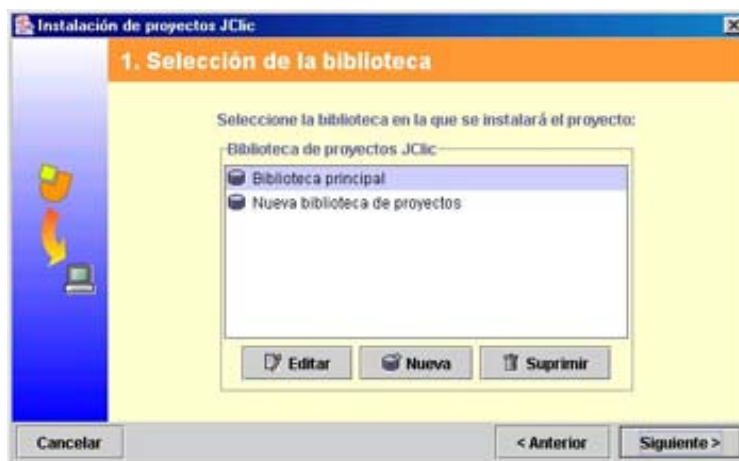 Instalación de proyectos JClic
1. Selección de la biblioteca
Seleccione la biblioteca en la que se instalará el proyecto:
Biblioteca de proyectos JClic
Biblioteca principal
Nueva biblioteca de proyectos
Editar
Nueva
Suprimir
Cancelar
< Anterior
Siguiente >